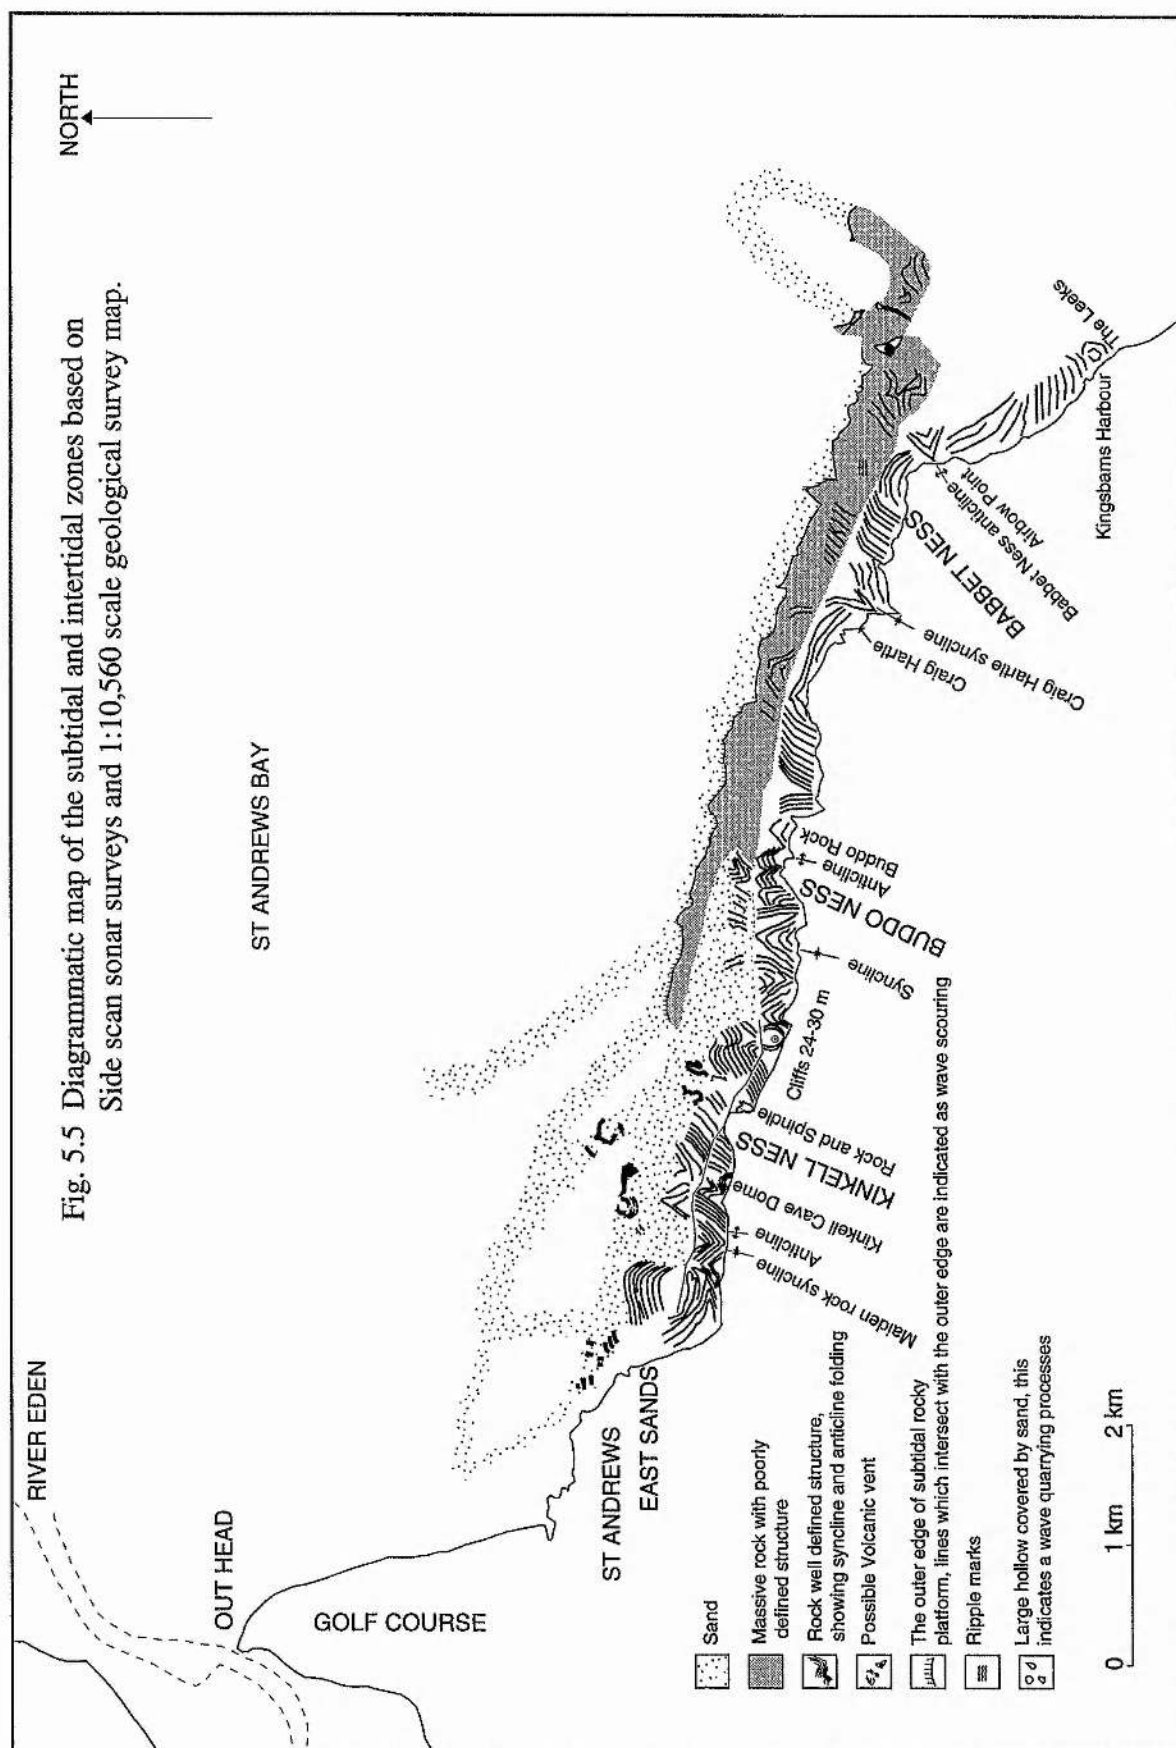 Fig. 5.5 Diagrammatic map of the subtidal and intertidal zones based on
Side scan sonar surveys and 1:10,560 scale geological survey map.
NORTH
RIVER EDEN
OUT HEAD
GOLF COURSE
ST ANDREWS BAY
ST ANDREWS
EAST SANDS
Maiden rock syncline
Anticline
Kinkell Cave Dome
KINKELL NESS
Rock and Spindle
Cliffs 24-30 m
Syncline
BUDDO NESS
Anticline
Buddo Rock
Craig Hartle
Craig Hartle syncline
BABBET NESS
Babbet Ness anticline
Airbow Point
Kingsbarns Harbour
The Leeks
Sand
Massive rock with poorly
defined structure
Rock well defined structure,
showing syncline and anticline folding
Possible Volcanic vent
The outer edge of subtidal rocky
platform, lines which intersect with the outer edge are indicated as wave scouring
Ripple marks
Large hollow covered by sand, this
indicates a wave quarrying processes
0 1 km 2 km